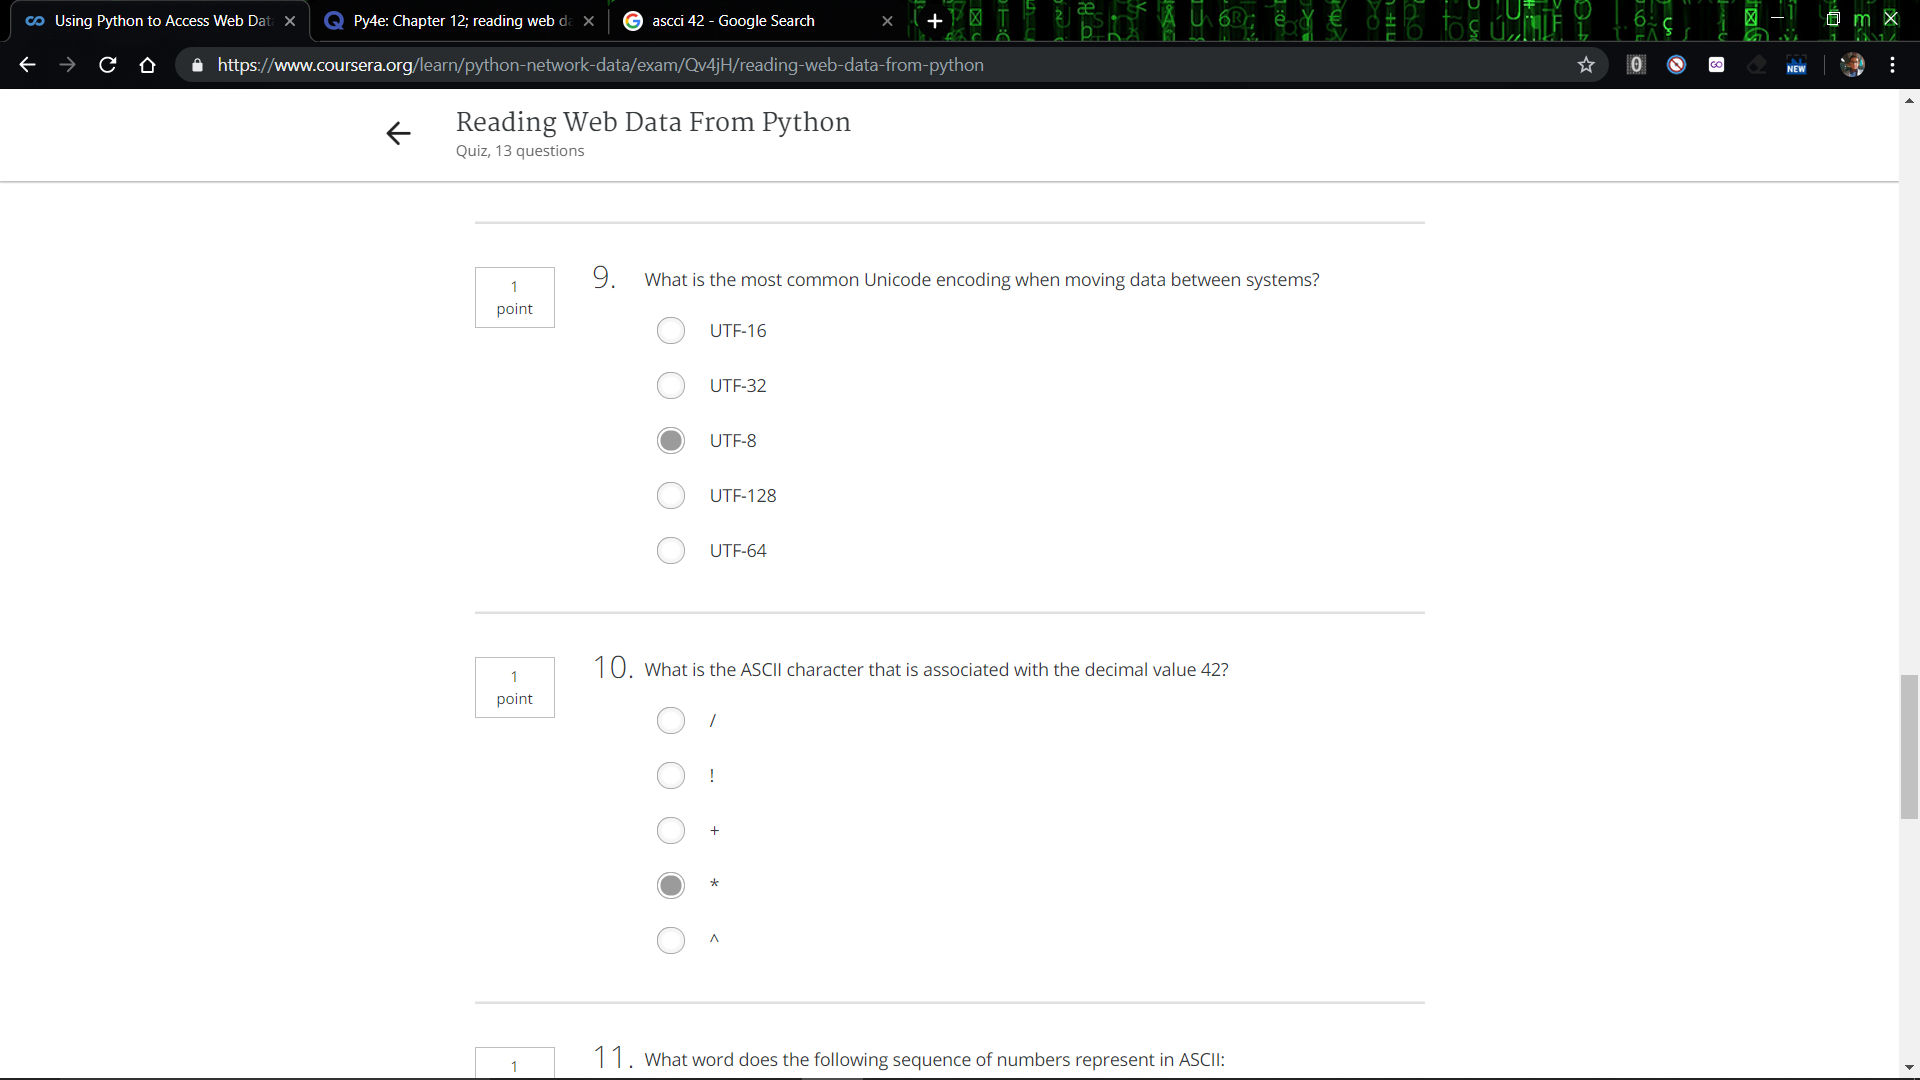 Using Python to Access Web Dat
Py4e: Chapter 12; reading web d
ascci 42 - Google Search
https://www.coursera.org/learn/python-network-data/exam/Qv4jH/reading-web-data-from-python
NEW
Reading Web Data From Python
Quiz, 13 questions
1
point
9.
What is the most common Unicode encoding when moving data between systems?
UTF-16
UTF-32
UTF-8
UTF-128
UTF-64
1
point
10.
What is the ASCII character that is associated with the decimal value 42?
/
!
+
*
^
1
11.
What word does the following sequence of numbers represent in ASCII: